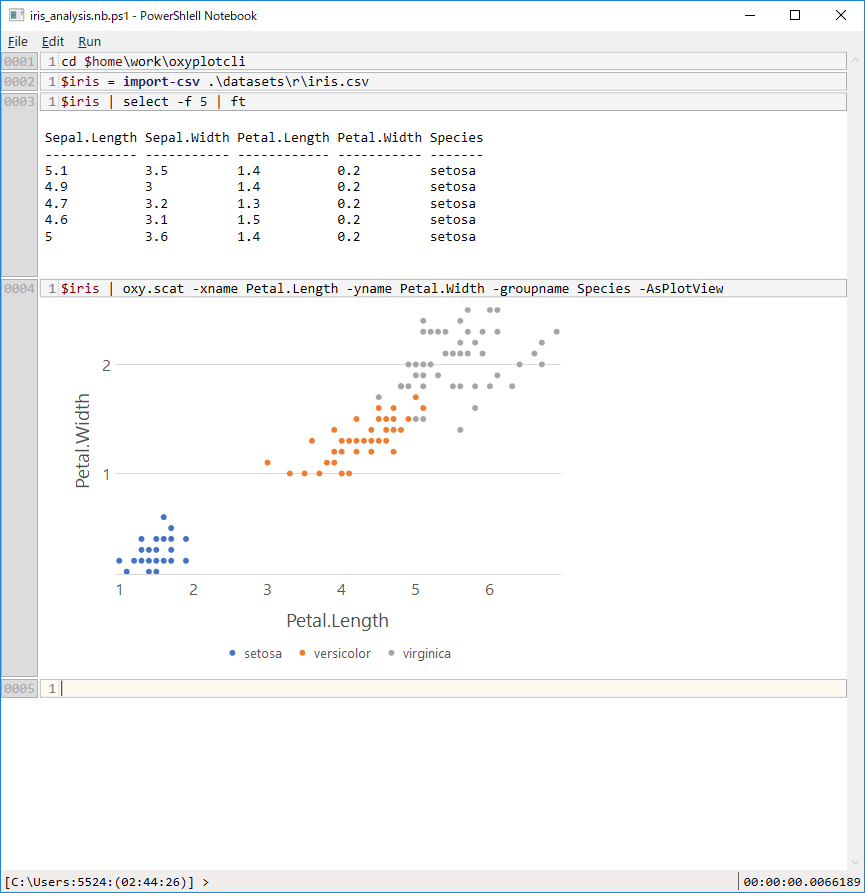 iris_analysis.nb.ps1 - PowerShlell Notebook
File Edit Run
0001 1 cd $home\work\oxyplotcli
0002 1 $iris = import-csv .\datasets\r\iris.csv
0003 1 $iris | select -f 5 | ft
Sepal.Length Sepal.Width Petal.Length Petal.Width Species
------------ ----------- ------------ ----------- -------
5.1 3.5 1.4 0.2 setosa
4.9 3 1.4 0.2 setosa
4.7 3.2 1.3 0.2 setosa
4.6 3.1 1.5 0.2 setosa
5 3.6 1.4 0.2 setosa
0004 1 $iris | oxy.scat -xname Petal.Length -yname Petal.Width -groupname Species -AsPlotView
2
Petal.Width
1
1 2 3 4 5 6
Petal.Length
setosa versicolor virginica
0005 1
[C:\Users:5524:(02:44:26)] > 00:00:00.0066189